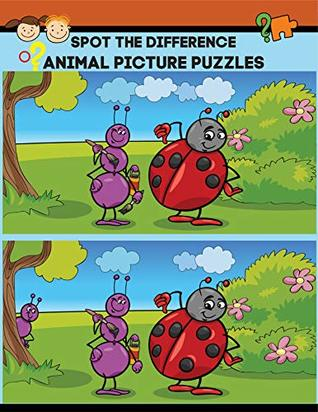 SPOT THE DIFFERENCE
ANIMAL PICTURE PUZZLES